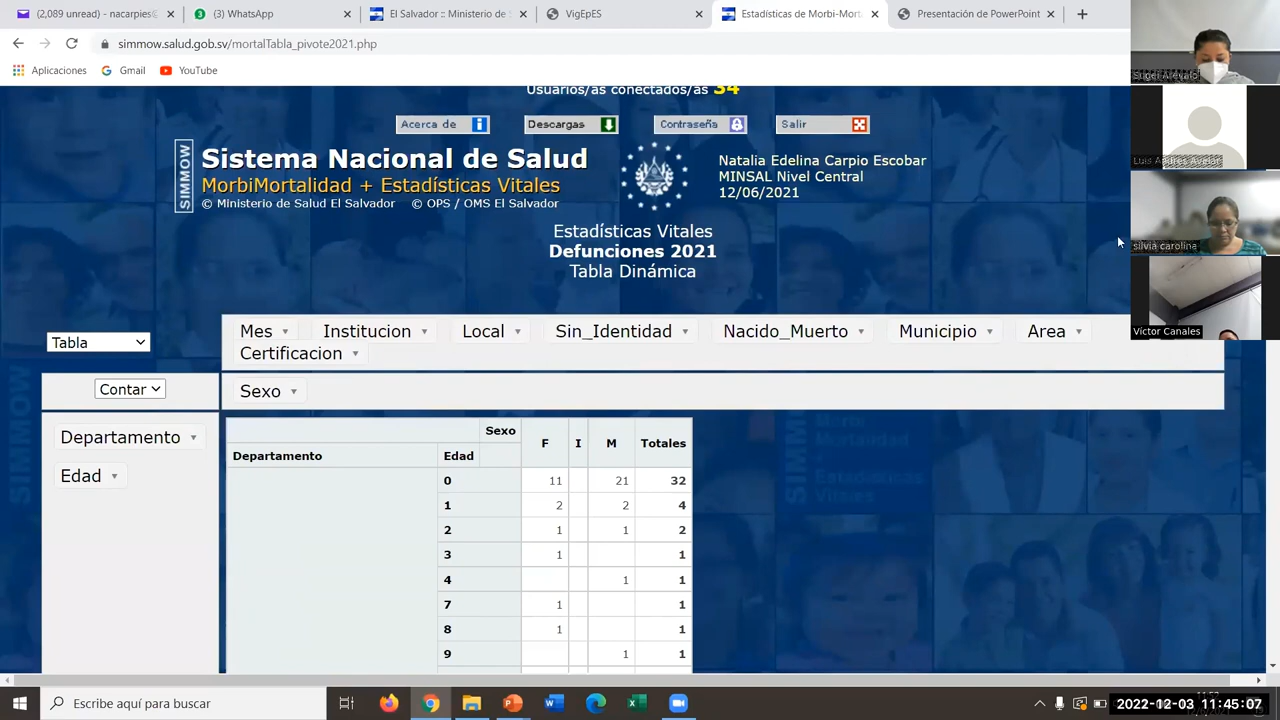 (2,089 unread) - nacarpies@
(3) WhatsApp
El Salvador :: Ministerio de S
VigEpES
Estadísticas de Morbi-Mort
Presentación de PowerPoint
simmow.salud.gob.sv/mortalTabla_pivote2021.php
Aplicaciones
Gmail
YouTube
Usuarios/as conectados/as 34
Acerca de
Descargas
Contraseña
Salir
SIMMOW
Sistema Nacional de Salud
MorbiMortalidad + Estadísticas Vitales
© Ministerio de Salud El Salvador © OPS / OMS El Salvador
Natalia Edelina Carpio Escobar
MINSAL Nivel Central
12/06/2021
Estadísticas Vitales
Defunciones 2021
Tabla Dinámica
Tabla
Mes Institucion Local Sin_Identidad Nacido_Muerto Municipio Area
Certificacion
Contar
Sexo
Departamento
Edad
Sexo F I M Totales
Departamento Edad
0 11 21 32
1 2 2 4
2 1 1 2
3 1 1
4 1 1
7 1 1
8 1 1
9 1 1
Luis Andres Avelar
silvia carolina
Víctor Canales
Escribe aquí para buscar
2022-12-03 11:45:07